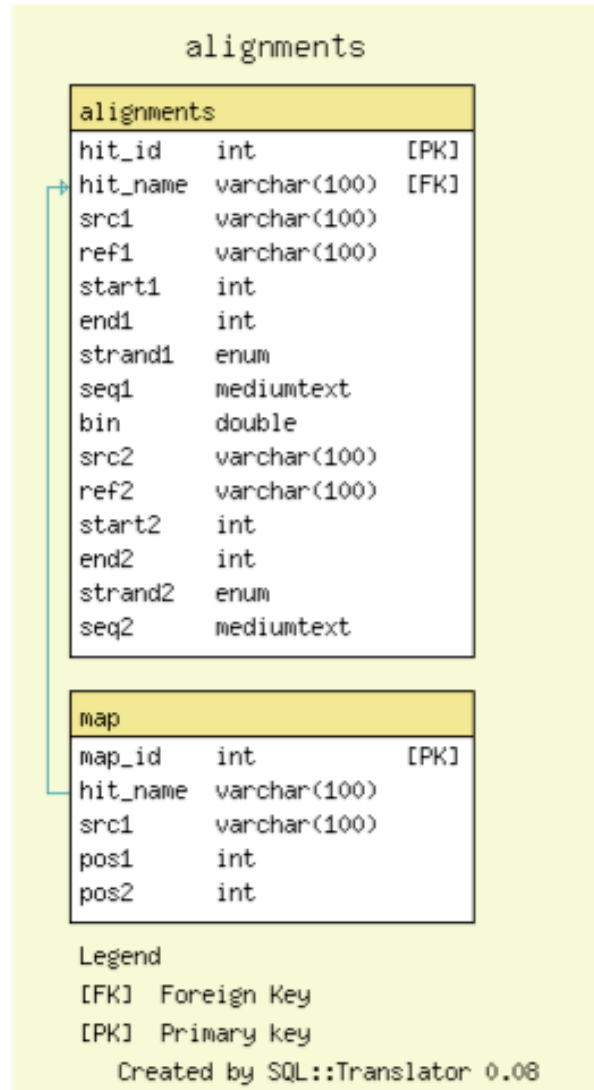 alignments
alignments
hit_id int [PK]
hit_name varchar(100) [FK]
src1 varchar(100)
ref1 varchar(100)
start1 int
end1 int
strand1 enum
seq1 mediumtext
bin double
src2 varchar(100)
ref2 varchar(100)
start2 int
end2 int
strand2 enum
seq2 mediumtext
map
map_id int [PK]
hit_name varchar(100)
src1 varchar(100)
pos1 int
pos2 int
Legend
[FK] Foreign Key
[PK] Primary key
Created by SQL::Translator 0.08